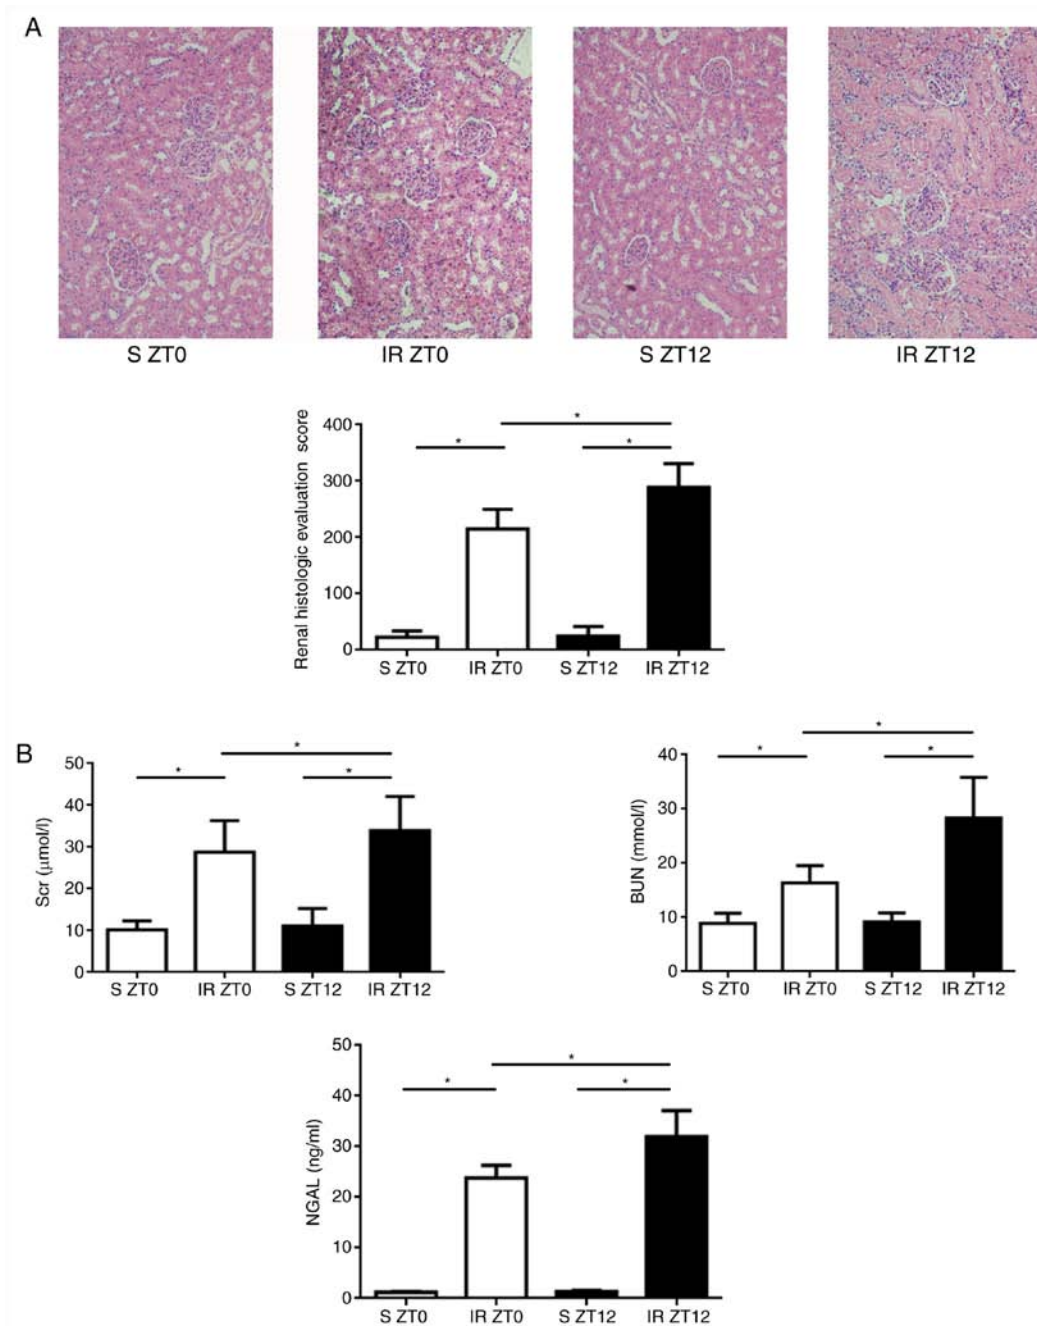 A
S ZT0
IR ZT0
S ZT12
IR ZT12
Renal histologic evaluation score
400
300
200
100
0
*
*
*
S ZT0
IR ZT0
S ZT12
IR ZT12
B
Scr (μmol/l)
50
40
30
20
10
0
*
*
*
S ZT0
IR ZT0
S ZT12
IR ZT12
BUN (mmol/l)
40
30
20
10
0
*
*
*
S ZT0
IR ZT0
S ZT12
IR ZT12
NGAL (ng/ml)
50
40
30
20
10
0
*
*
*
S ZT0
IR ZT0
S ZT12
IR ZT12